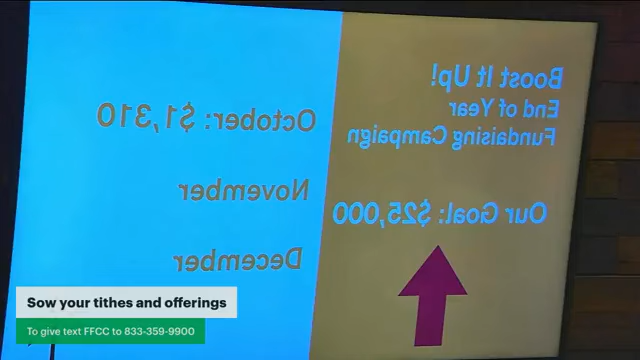 Boost It Up!
End of Year
Fundaising Campaign
Our Goal: $25,000
October: $1,310
November
December
Sow your tithes and offerings
To give text FFCC to 833-359-9900